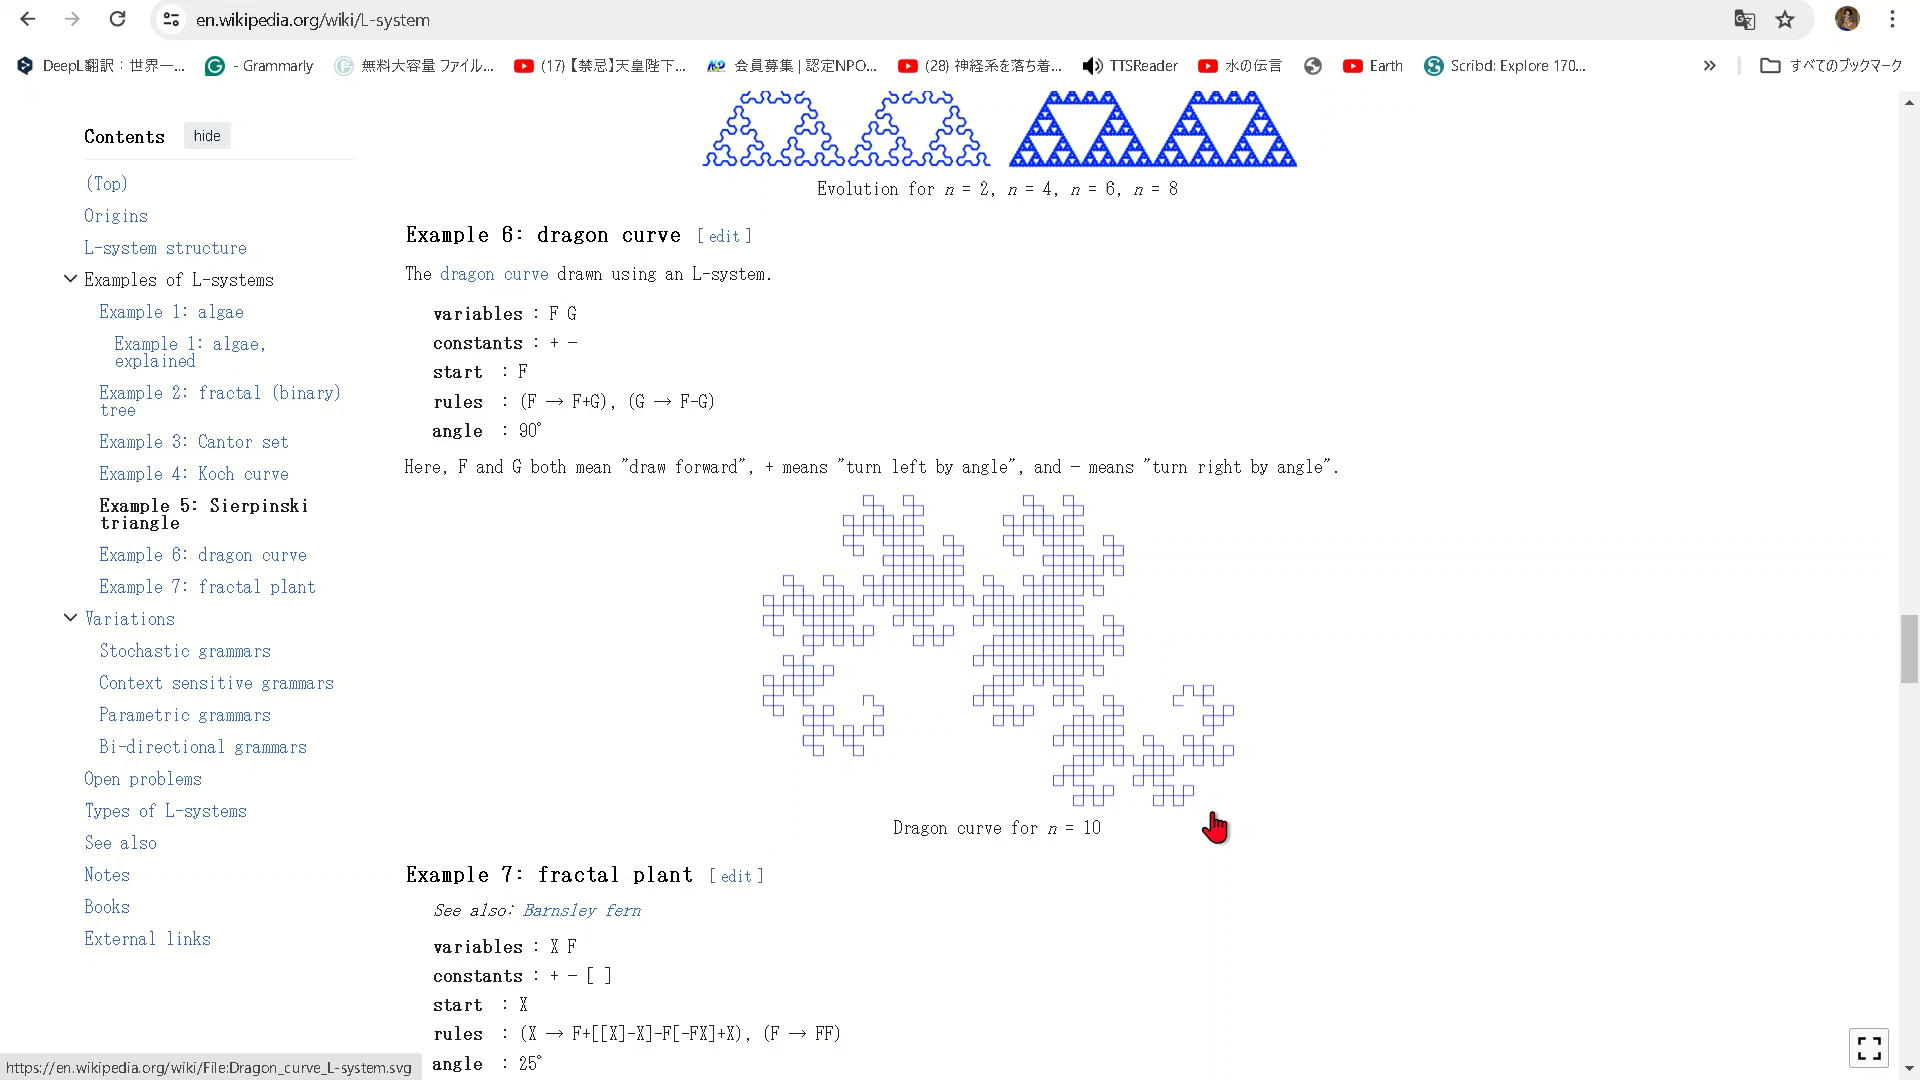 en.wikipedia.org/wiki/L-system
DeepL翻訳：世界一...
- Grammarly
無料大容量 ファイル...
(17)【禁忌】天皇陛下...
会員募集 | 認定NPO...
(28) 神経系を落ち着...
TTSReader
水の伝言
Earth
Scribd: Explore 170...
»
すべてのブックマーク
Contents hide
(Top)
Origins
L-system structure
Examples of L-systems
Example 1: algae
Example 1: algae,
explained
Example 2: fractal (binary)
tree
Example 3: Cantor set
Example 4: Koch curve
Example 5: Sierpinski
triangle
Example 6: dragon curve
Example 7: fractal plant
Variations
Stochastic grammars
Context sensitive grammars
Parametric grammars
Bi-directional grammars
Open problems
Types of L-systems
See also
Notes
Books
External links
Evolution for n = 2, n = 4, n = 6, n = 8
Example 6: dragon curve [ edit ]
The dragon curve drawn using an L-system.
variables : F G
constants : + −
start : F
rules : (F → F+G), (G → F-G)
angle : 90°
Here, F and G both mean "draw forward", + means "turn left by angle", and − means "turn right by angle".
Dragon curve for n = 10
Example 7: fractal plant [ edit ]
See also: Barnsley fern
variables : X F
constants : + − [ ]
start : X
rules : (X → F+[[X]-X]-F[-FX]+X), (F → FF)
angle : 25°
https://en.wikipedia.org/wiki/File:Dragon_curve_L-system.svg